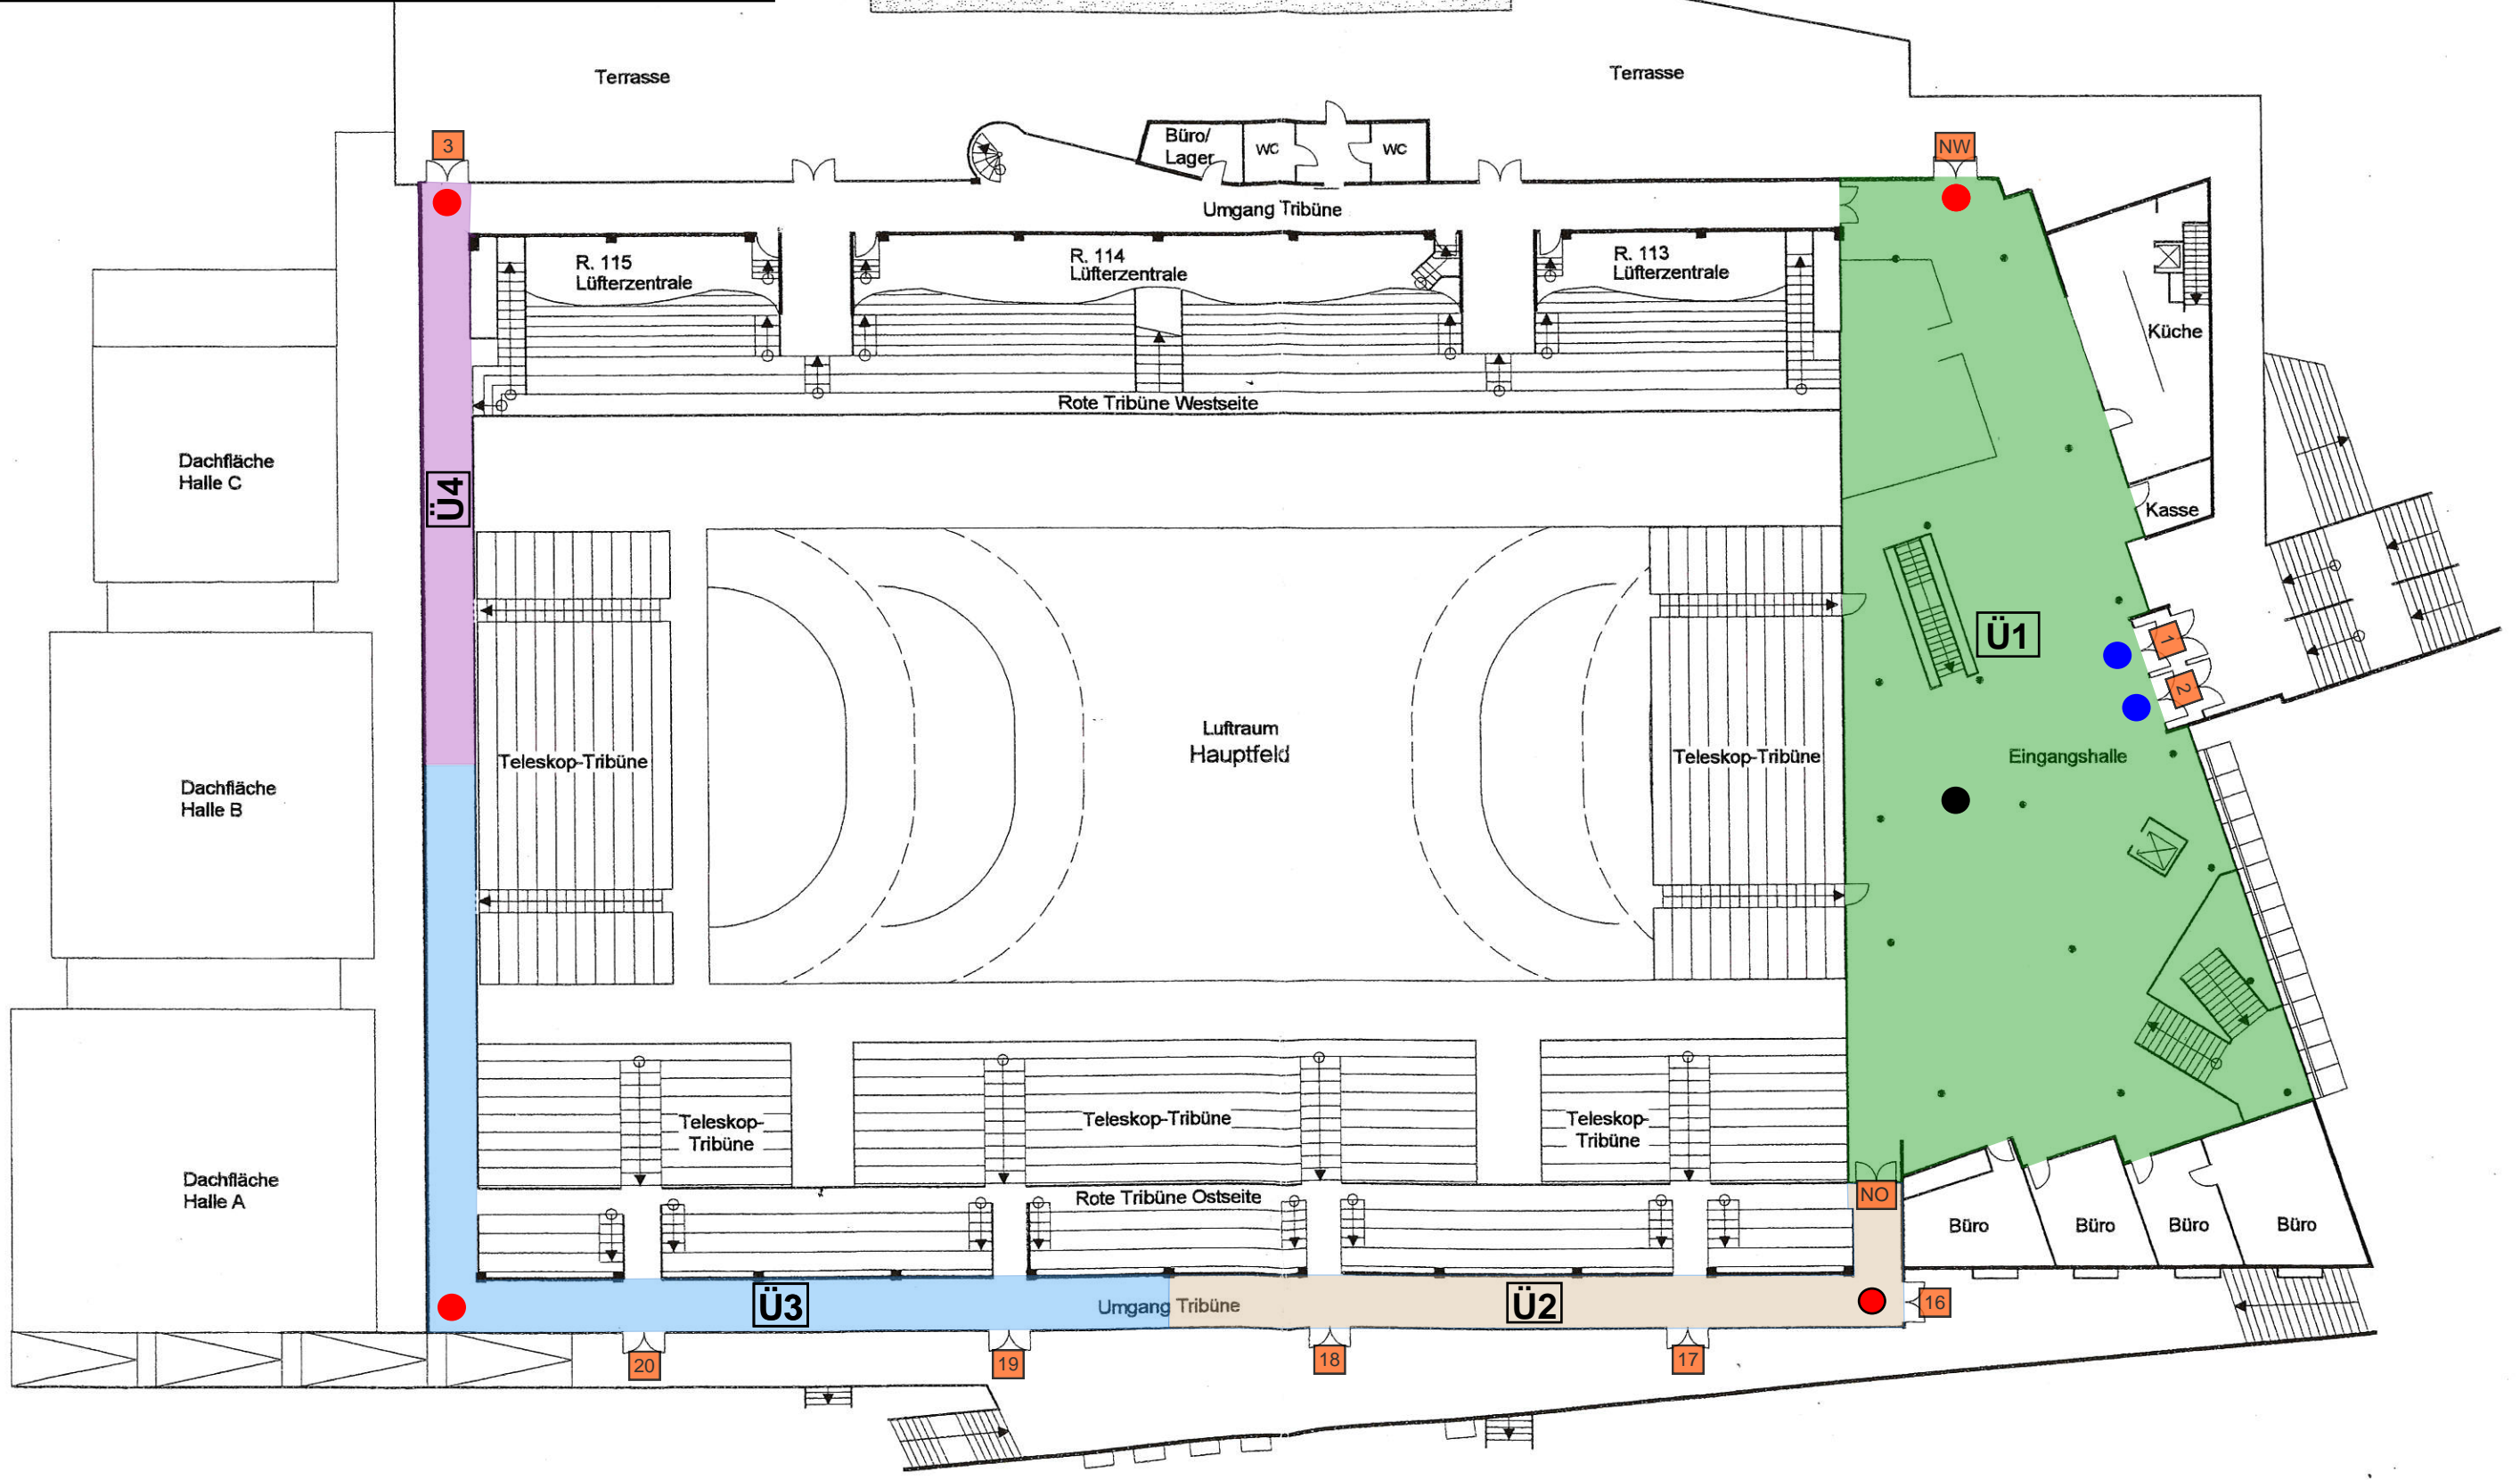 Terrasse
Terrasse
3
Büro/
Lager
WC
WC
NW
Umgang Tribüne
R. 115
Lüfterzentrale
R. 114
Lüfterzentrale
R. 113
Lüfterzentrale
Küche
Rote Tribüne Westseite
Dachfläche
Halle C
Ü4
Kasse
Ü1
1
2
Luftraum
Hauptfeld
Teleskop-Tribüne
Teleskop-Tribüne
Eingangshalle
Dachfläche
Halle B
Teleskop-
Tribüne
Teleskop-Tribüne
Teleskop-
Tribüne
Dachfläche
Halle A
Rote Tribüne Ostseite
NO
Büro
Büro
Büro
Büro
Ü3
Umgang Tribüne
Ü2
16
20
19
18
17